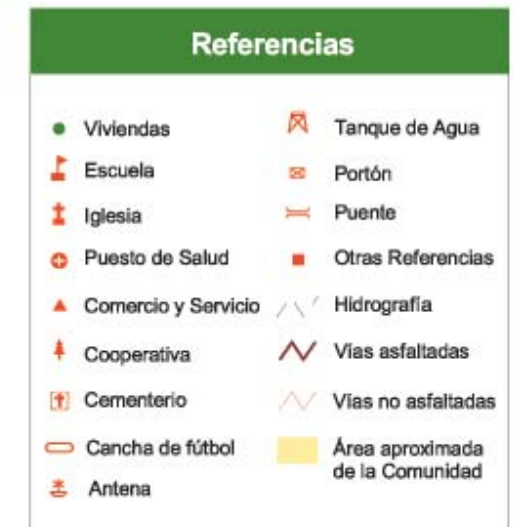 Referencias
Viviendas
Escuela
Iglesia
Puesto de Salud
Comercio y Servicio
Cooperativa
Cementerio
Cancha de fútbol
Antena
Tanque de Agua
Portón
Puente
Otras Referencias
Hidrografía
Vías asfaltadas
Vías no asfaltadas
Área aproximada
de la Comunidad